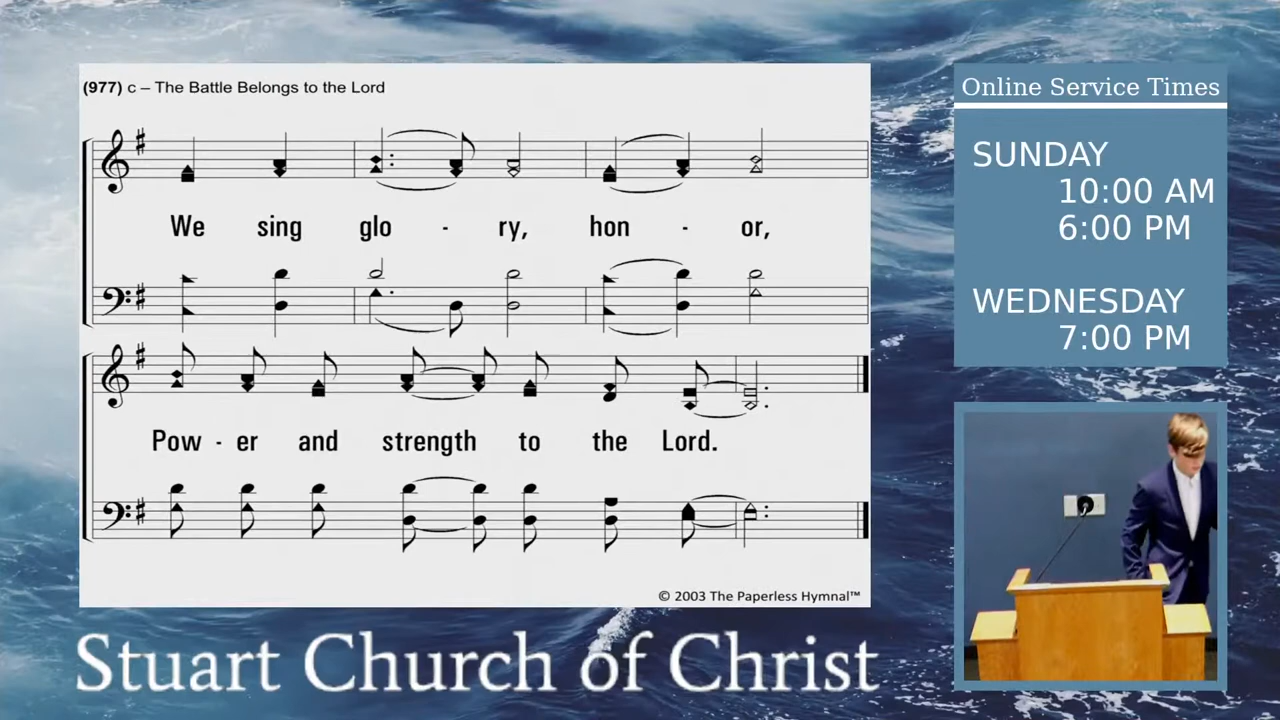 (977) c – The Battle Belongs to the Lord
We sing glo - ry, hon - or,
Pow - er and strength to the Lord.
© 2003 The Paperless Hymnal™
Stuart Church of Christ
Online Service Times
SUNDAY
10:00 AM
6:00 PM
WEDNESDAY
7:00 PM